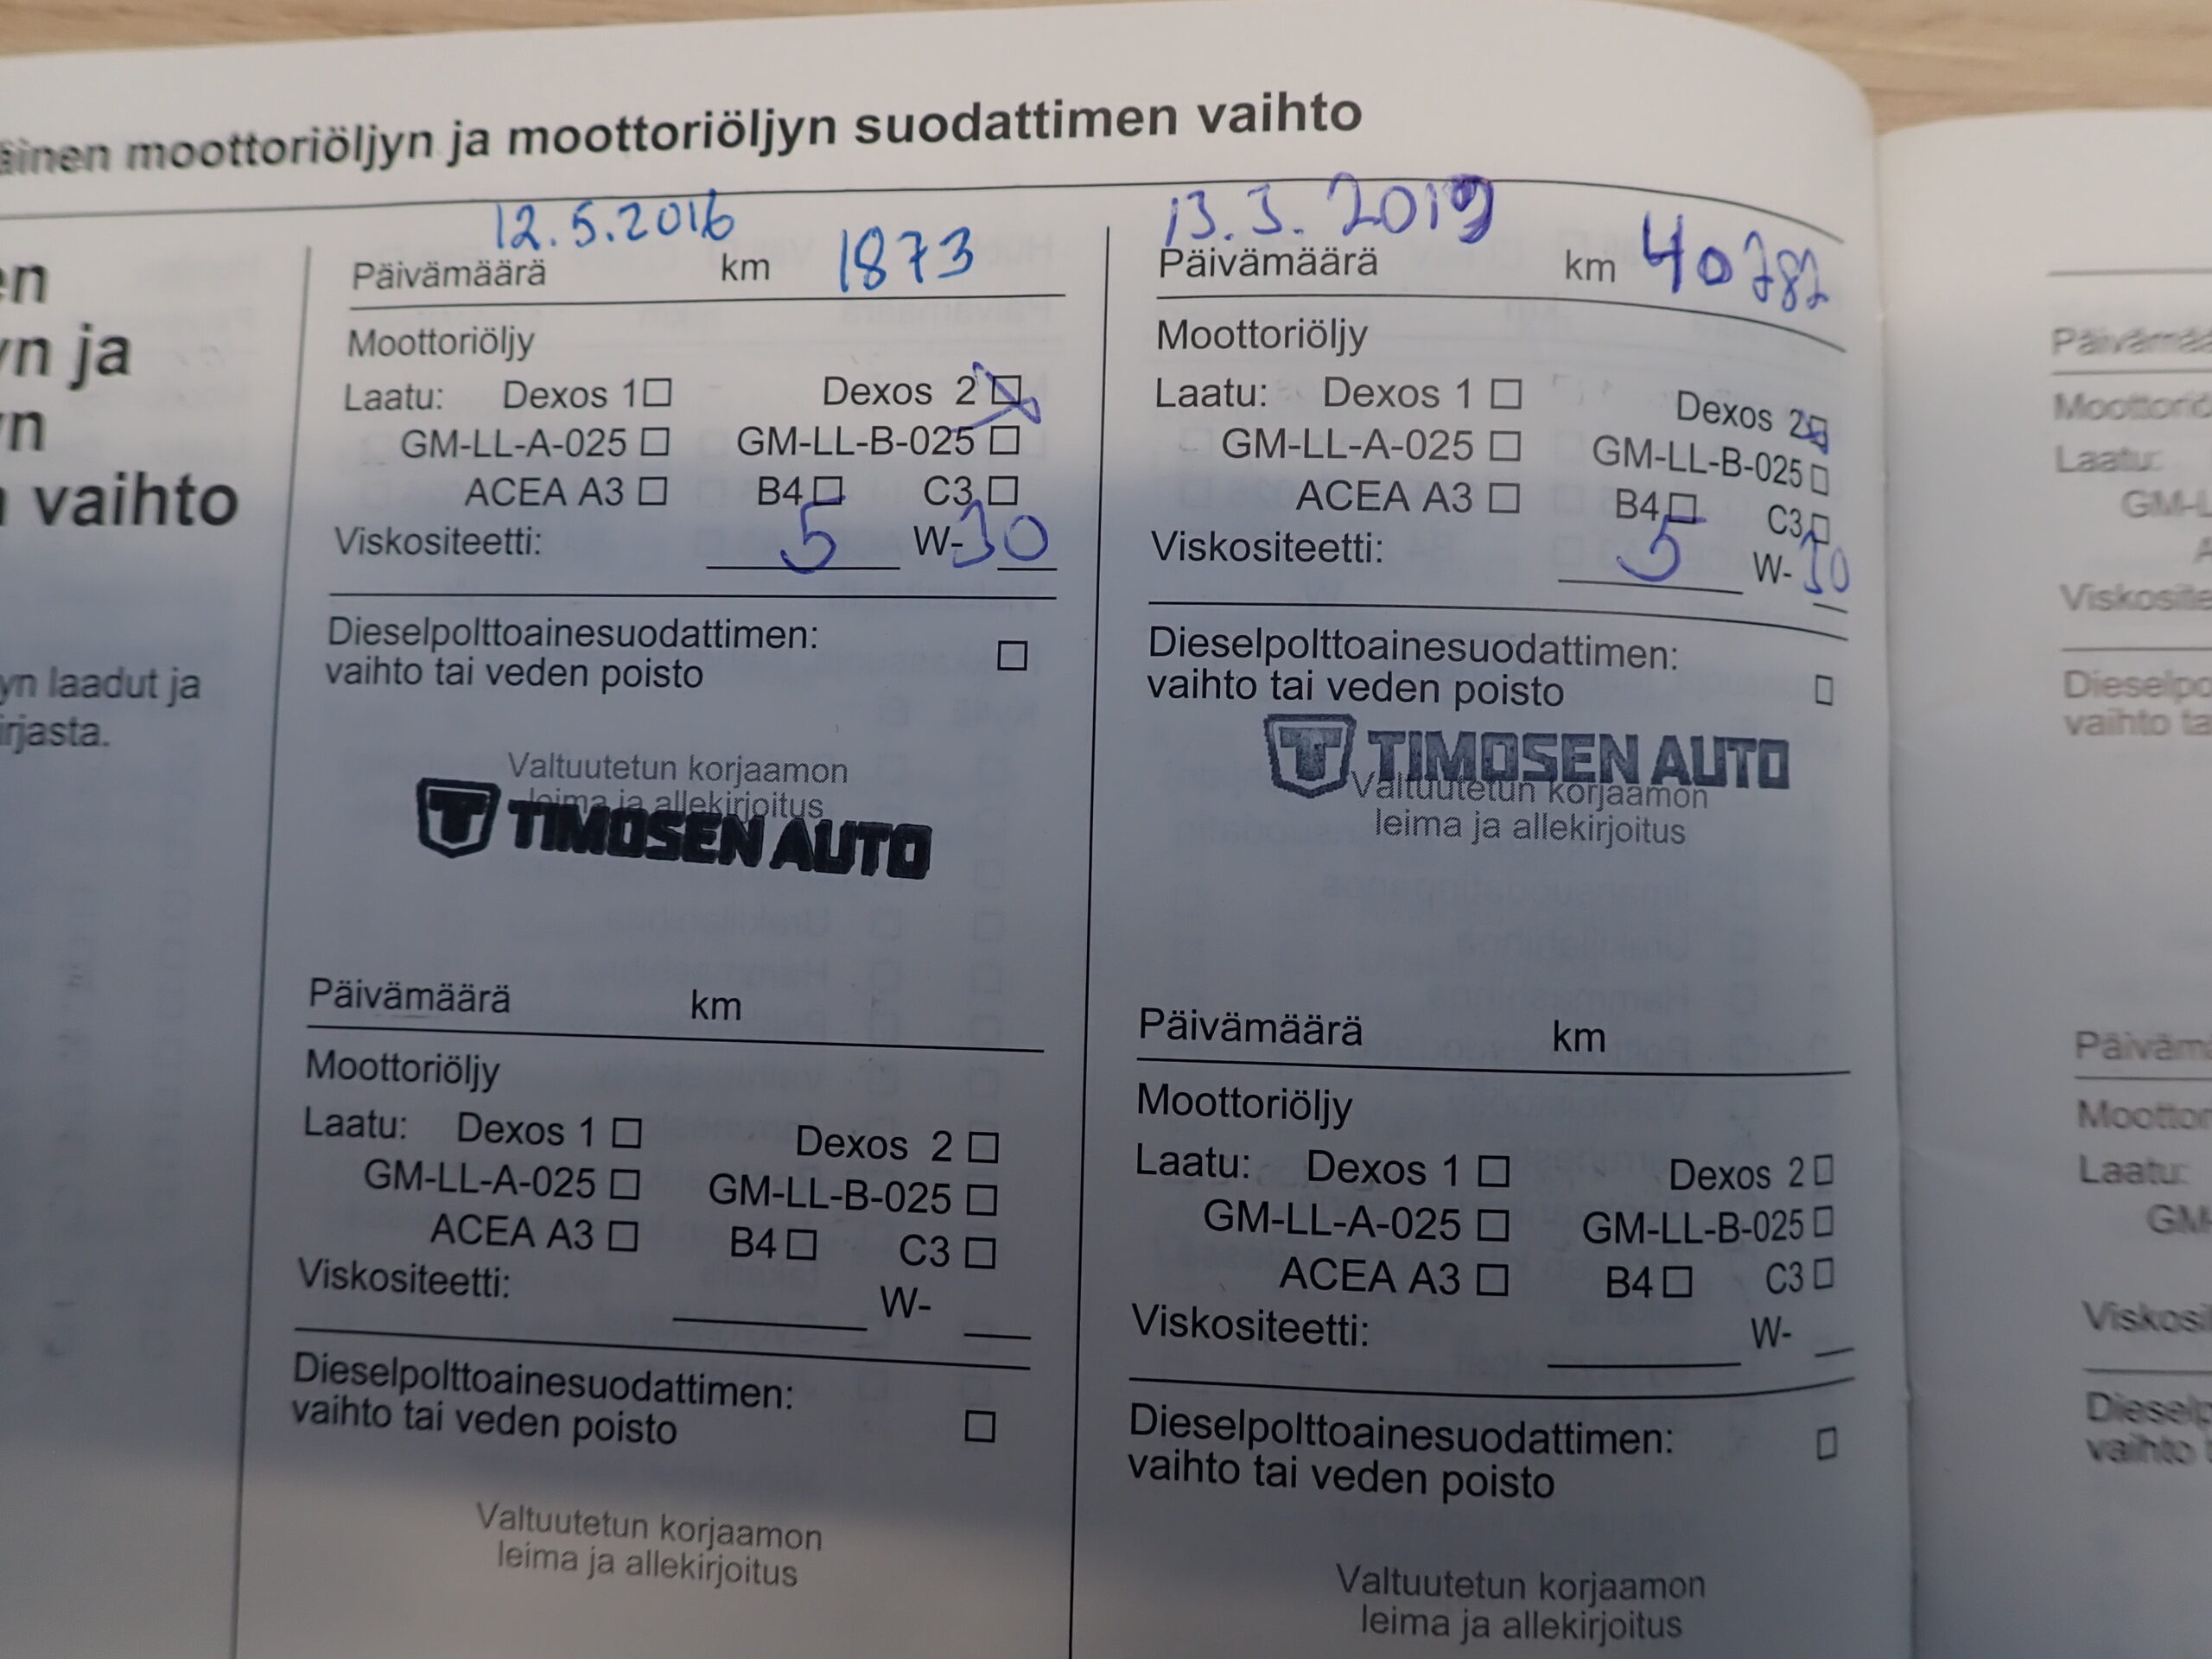 moottoriöljyn ja moottoriöljyn suodattimen vaihto
ja
vaihto
laadut ja
12.5.2016
Päivämäärä km 1873
Moottoriöljy
Laatu: Dexos 1 Dexos 2
GM-LL-A-025 GM-LL-B-025
ACEA A3 B4 C3
Viskositeetti: 5 W-30
Dieselpolttoainesuodattimen:
vaihto tai veden poisto
Valtuutetun korjaamon
leima ja allekirjoitus
T TIMOSEN AUTO
Päivämäärä km
Moottoriöljy
Laatu: Dexos 1 Dexos 2
GM-LL-A-025 GM-LL-B-025
ACEA A3 B4 C3
Viskositeetti: W-
Dieselpolttoainesuodattimen:
vaihto tai veden poisto
Valtuutetun korjaamon
leima ja allekirjoitus
13.3.2019
Päivämäärä km 40782
Moottoriöljy
Laatu: Dexos 1 Dexos 2
GM-LL-A-025 GM-LL-B-025
ACEA A3 B4 C3
Viskositeetti: 5 W-30
Dieselpolttoainesuodattimen:
vaihto tai veden poisto
T TIMOSEN AUTO
Valtuutetun korjaamon
leima ja allekirjoitus
Päivämäärä km
Moottoriöljy
Laatu: Dexos 1 Dexos 2
GM-LL-A-025 GM-LL-B-025
ACEA A3 B4 C3
Viskositeetti: W-
Dieselpolttoainesuodattimen:
vaihto tai veden poisto
Valtuutetun korjaamon
leima ja allekirjoitus
Laatu:
vaihto
Laatu:
vaihto